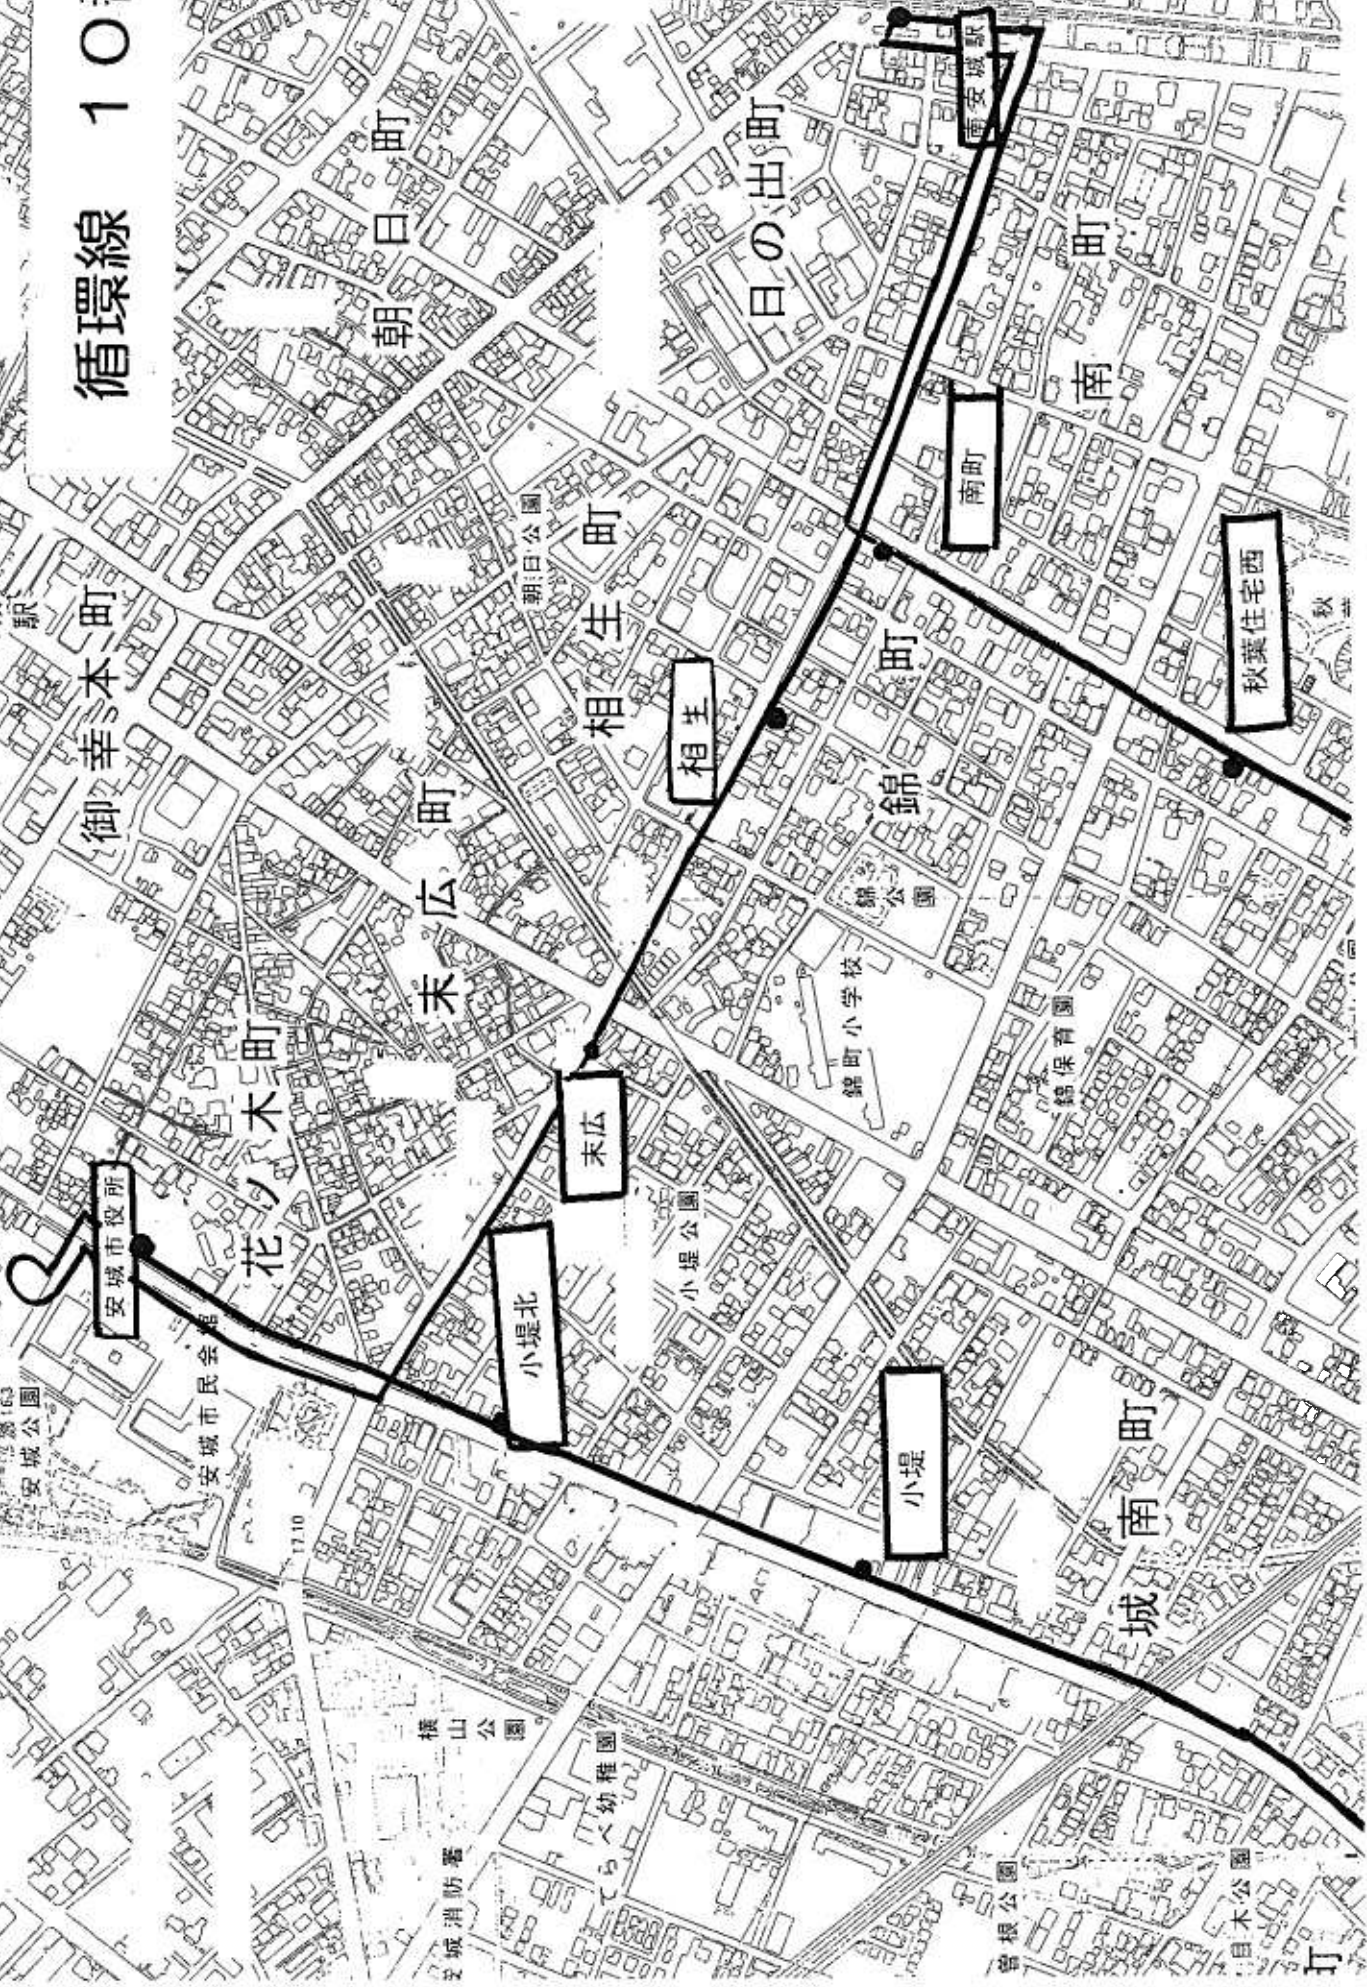 循環線 10
朝日町
日の出町
南安城駅
南町
南町
秋葉住宅西
駅
御幸本町
朝日公園
相生町
相生
錦町
錦公園
末広町
錦町小学校
錦保育園
花ノ木町
末広
安城市役所
小堤公園
小堤北
安城市民会館
安城公園
17.10
小堤
城南町
横山公園
てらべ幼稚園
安城消防署
曽根公園
町